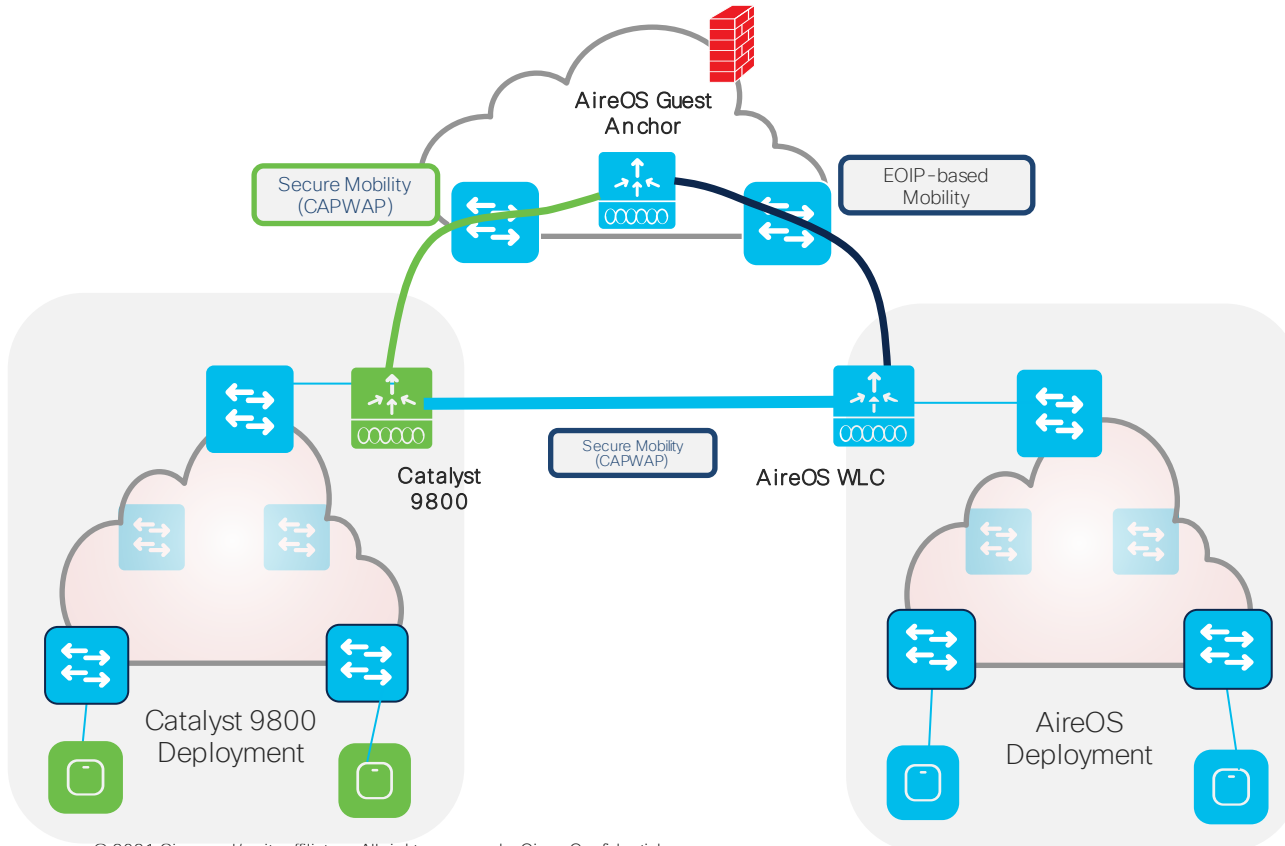 AireOS Guest
Anchor
Secure Mobility
(CAPWAP)
EOIP-based
Mobility
Secure Mobility
(CAPWAP)
Catalyst
9800
AireOS WLC
Catalyst 9800
Deployment
AireOS
Deployment